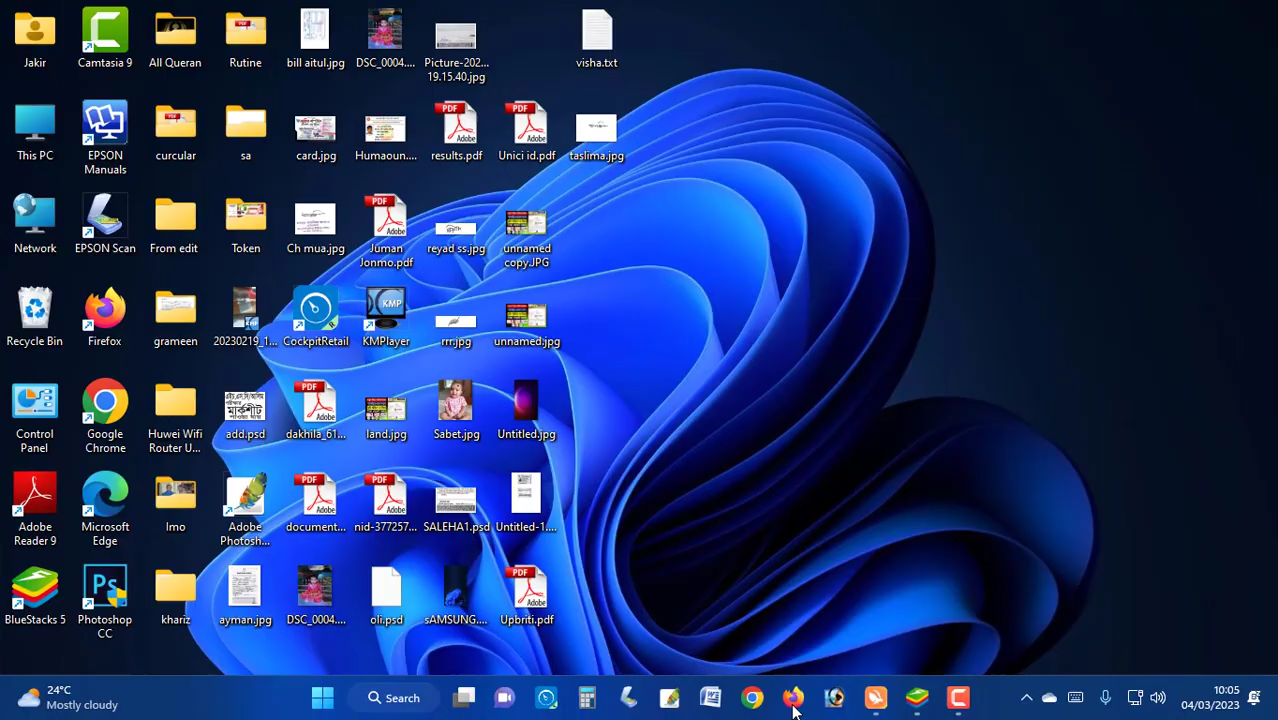 Jakir
Camtasia 9
All Queran
Rutine
bill aitul.jpg
DSC_0004....
Picture-202...
19.15.40.jpg
visha.txt
This PC
EPSON
Manuals
curcular
sa
card.jpg
Humaoun....
results.pdf
Unici id.pdf
taslima.jpg
Network
EPSON Scan
From edit
Token
Ch mua.jpg
Juman
Jonmo.pdf
reyad ss.jpg
unnamed
copy.JPG
Recycle Bin
Firefox
grameen
20230219_1...
CockpitRetail
KMPlayer
rrr.jpg
unnamed.jpg
Control
Panel
Google
Chrome
Huwei Wifi
Router U...
add.psd
dakhila_61...
land.jpg
Sabet.jpg
Untitled.jpg
Adobe
Reader 9
Microsoft
Edge
Imo
Adobe
Photosh...
document...
nid-377257...
SALEHA1.psd
Untitled-1....
BlueStacks 5
Photoshop
CC
khariz
ayman.jpg
DSC_0004....
oli.psd
sAMSUNG....
Upbriti.pdf
24°C
Mostly cloudy
Search
10:05
04/03/2023